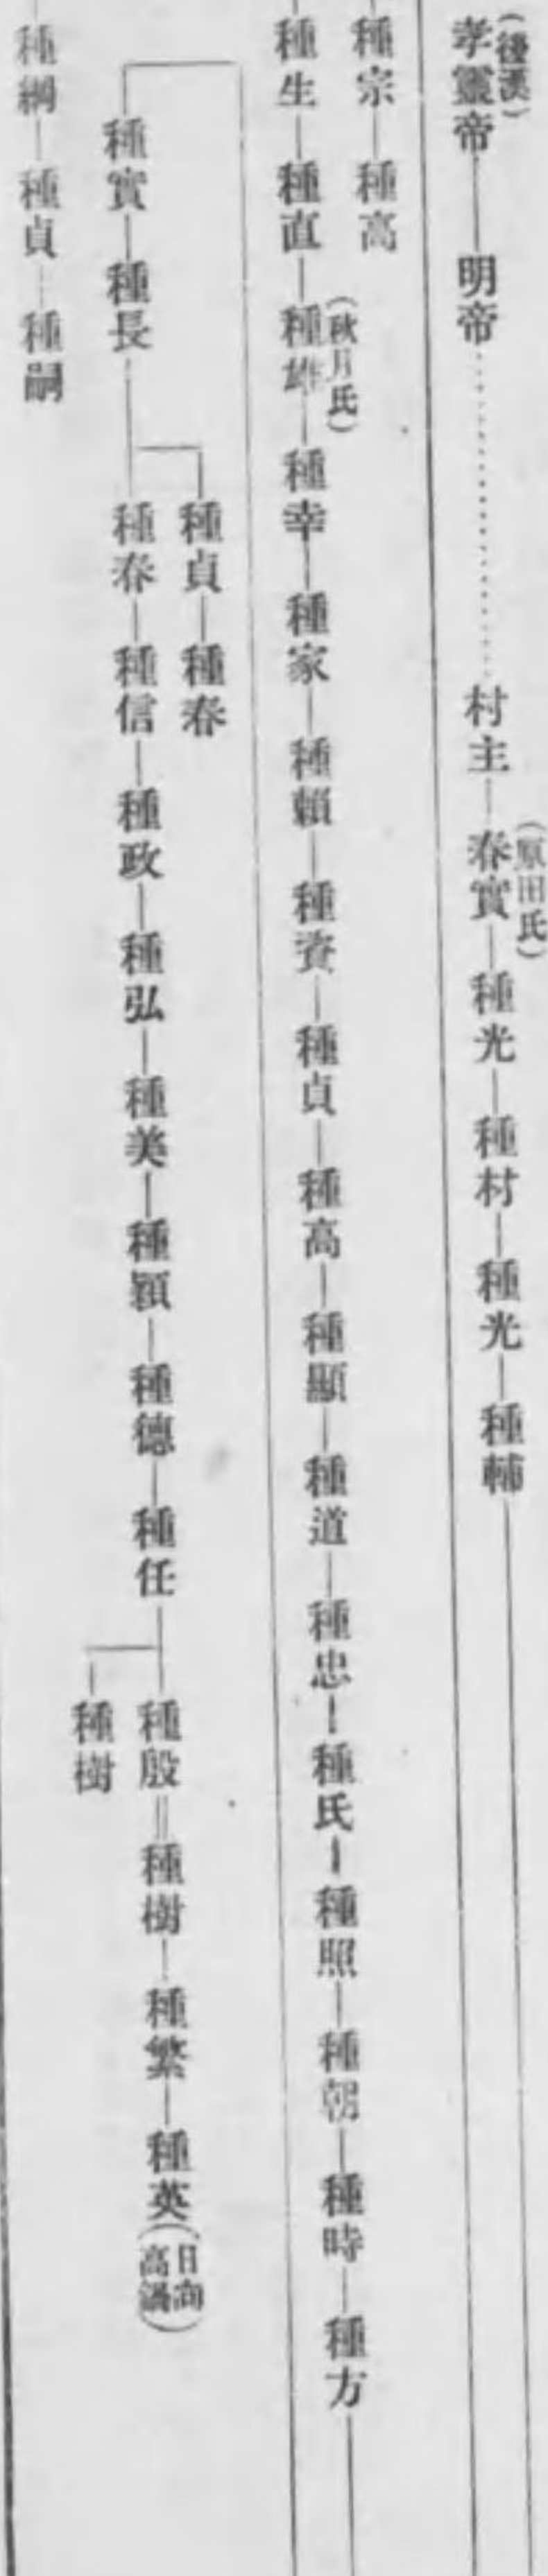 (後漢)
孝靈帝――明帝………村主―春實―種光―種村―種光―種輔
(原田氏)
種宗―種高
(秋月氏)
種生―種直―種雄―種幸―種家―種頼―種資―種貞―種高―種顯―種道―種忠―種氏―種照―種朝―種時―種方
種貞―種春
種實―種長―種春―種信―種政―種弘―種美―種穎―種德―種任―種殷=種樹―種繁―種英(日向高鍋)
種樹
種綱―種貞―種嗣